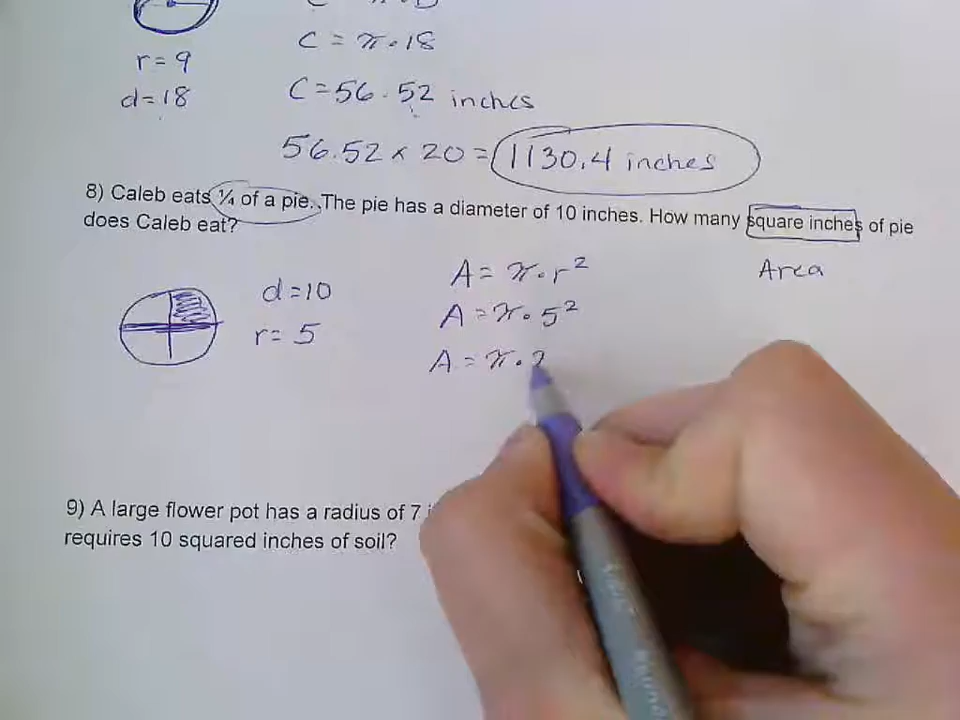 C = π·18
r = 9
d = 18
C = 56.52 inches
56.52 × 20 = 1130.4 inches
8) Caleb eats ¼ of a pie. The pie has a diameter of 10 inches. How many square inches of pie
does Caleb eat?
A = π·r²
Area
d = 10
A = π·5²
r = 5
A = π·2
9) A large flower pot has a radius of 7
requires 10 squared inches of soil?